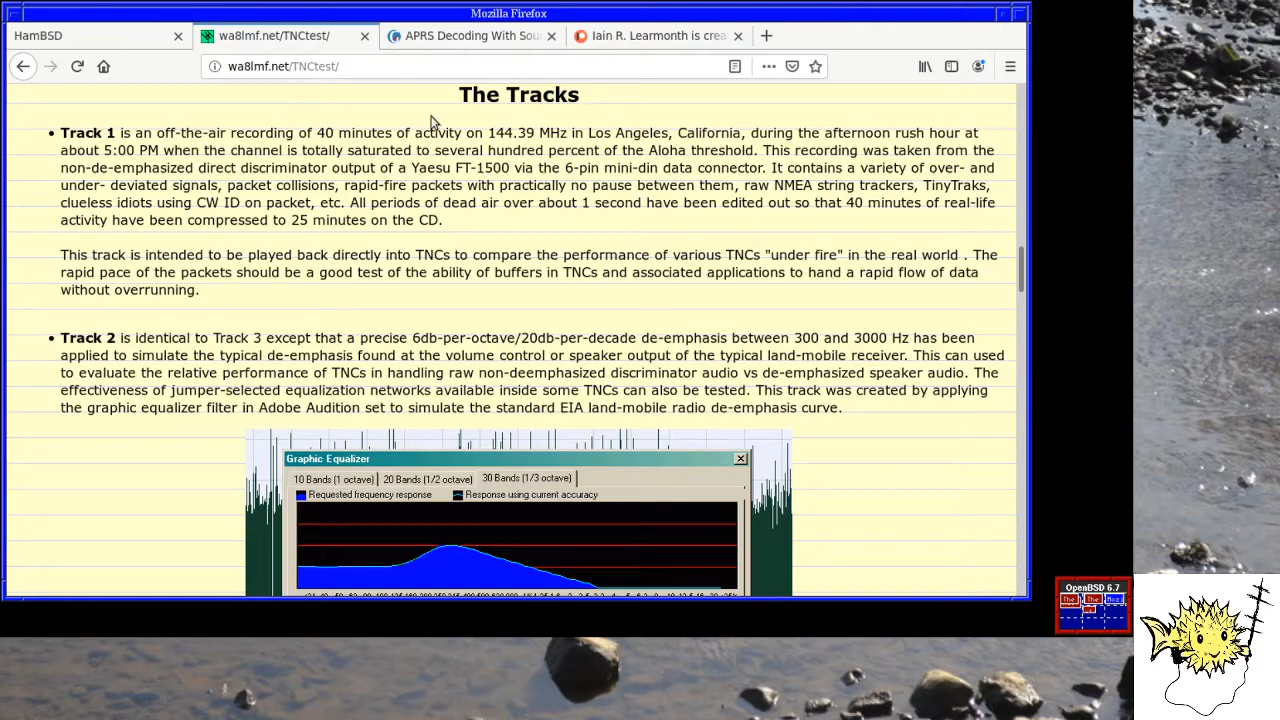 Mozilla Firefox
HamBSD
wa8lmf.net/TNCtest/
APRS Decoding With Sou
Iain R. Learmonth is crea
wa8lmf.net/TNCtest/
The Tracks
• Track 1 is an off-the-air recording of 40 minutes of activity on 144.39 MHz in Los Angeles, California, during the afternoon rush hour at
about 5:00 PM when the channel is totally saturated to several hundred percent of the Aloha threshold. This recording was taken from the
non-de-emphasized direct discriminator output of a Yaesu FT-1500 via the 6-pin mini-din data connector. It contains a variety of over- and
under- deviated signals, packet collisions, rapid-fire packets with practically no pause between them, raw NMEA string trackers, TinyTraks,
clueless idiots using CW ID on packet, etc. All periods of dead air over about 1 second have been edited out so that 40 minutes of real-life
activity have been compressed to 25 minutes on the CD.
This track is intended to be played back directly into TNCs to compare the performance of various TNCs "under fire" in the real world . The
rapid pace of the packets should be a good test of the ability of buffers in TNCs and associated applications to hand a rapid flow of data
without overrunning.
• Track 2 is identical to Track 3 except that a precise 6db-per-octave/20db-per-decade de-emphasis between 300 and 3000 Hz has been
applied to simulate the typical de-emphasis found at the volume control or speaker output of the typical land-mobile receiver. This can used
to evaluate the relative performance of TNCs in handling raw non-deemphasized discriminator audio vs de-emphasized speaker audio. The
effectiveness of jumper-selected equalization networks available inside some TNCs can also be tested. This track was created by applying
the graphic equalizer filter in Adobe Audition set to simulate the standard EIA land-mobile radio de-emphasis curve.
Graphic Equalizer
10 Bands (1 octave) 20 Bands (1/2 octave) 30 Bands (1/3 octave)
Requested frequency response Response using current accuracy
OpenBSD 6.7
The The Mozi